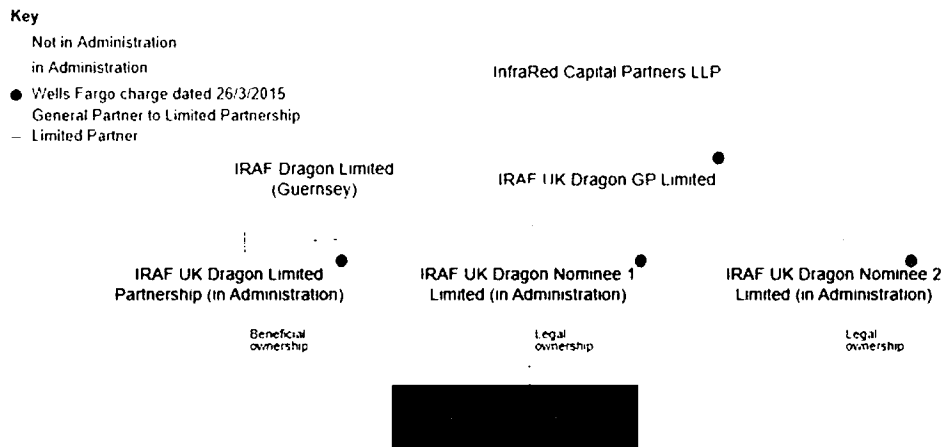 Key
Not in Administration
in Administration
Wells Fargo charge dated 26/3/2015
General Partner to Limited Partnership
Limited Partner
InfraRed Capital Partners LLP
IRAF Dragon Limited
(Guernsey)
IRAF UK Dragon GP Limited
IRAF UK Dragon Limited
Partnership (in Administration)
IRAF UK Dragon Nominee 1
Limited (in Administration)
IRAF UK Dragon Nominee 2
Limited (in Administration)
Beneficial
ownership
Legal
ownership
Legal
ownership